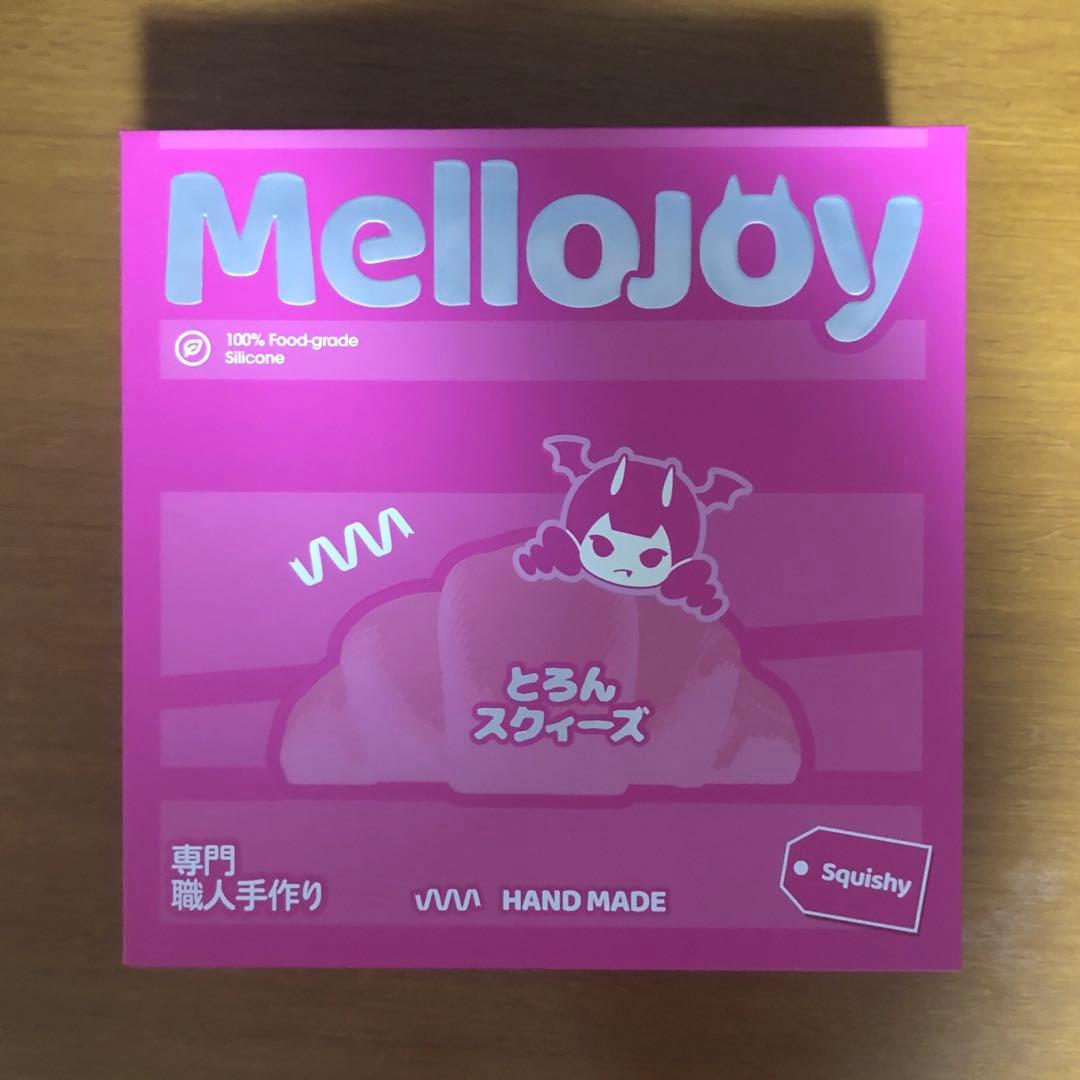 Mellojoy
100% Food-grade
Silicone
とろん
スクィーズ
専門
職人手作り
HAND MADE
Squishy